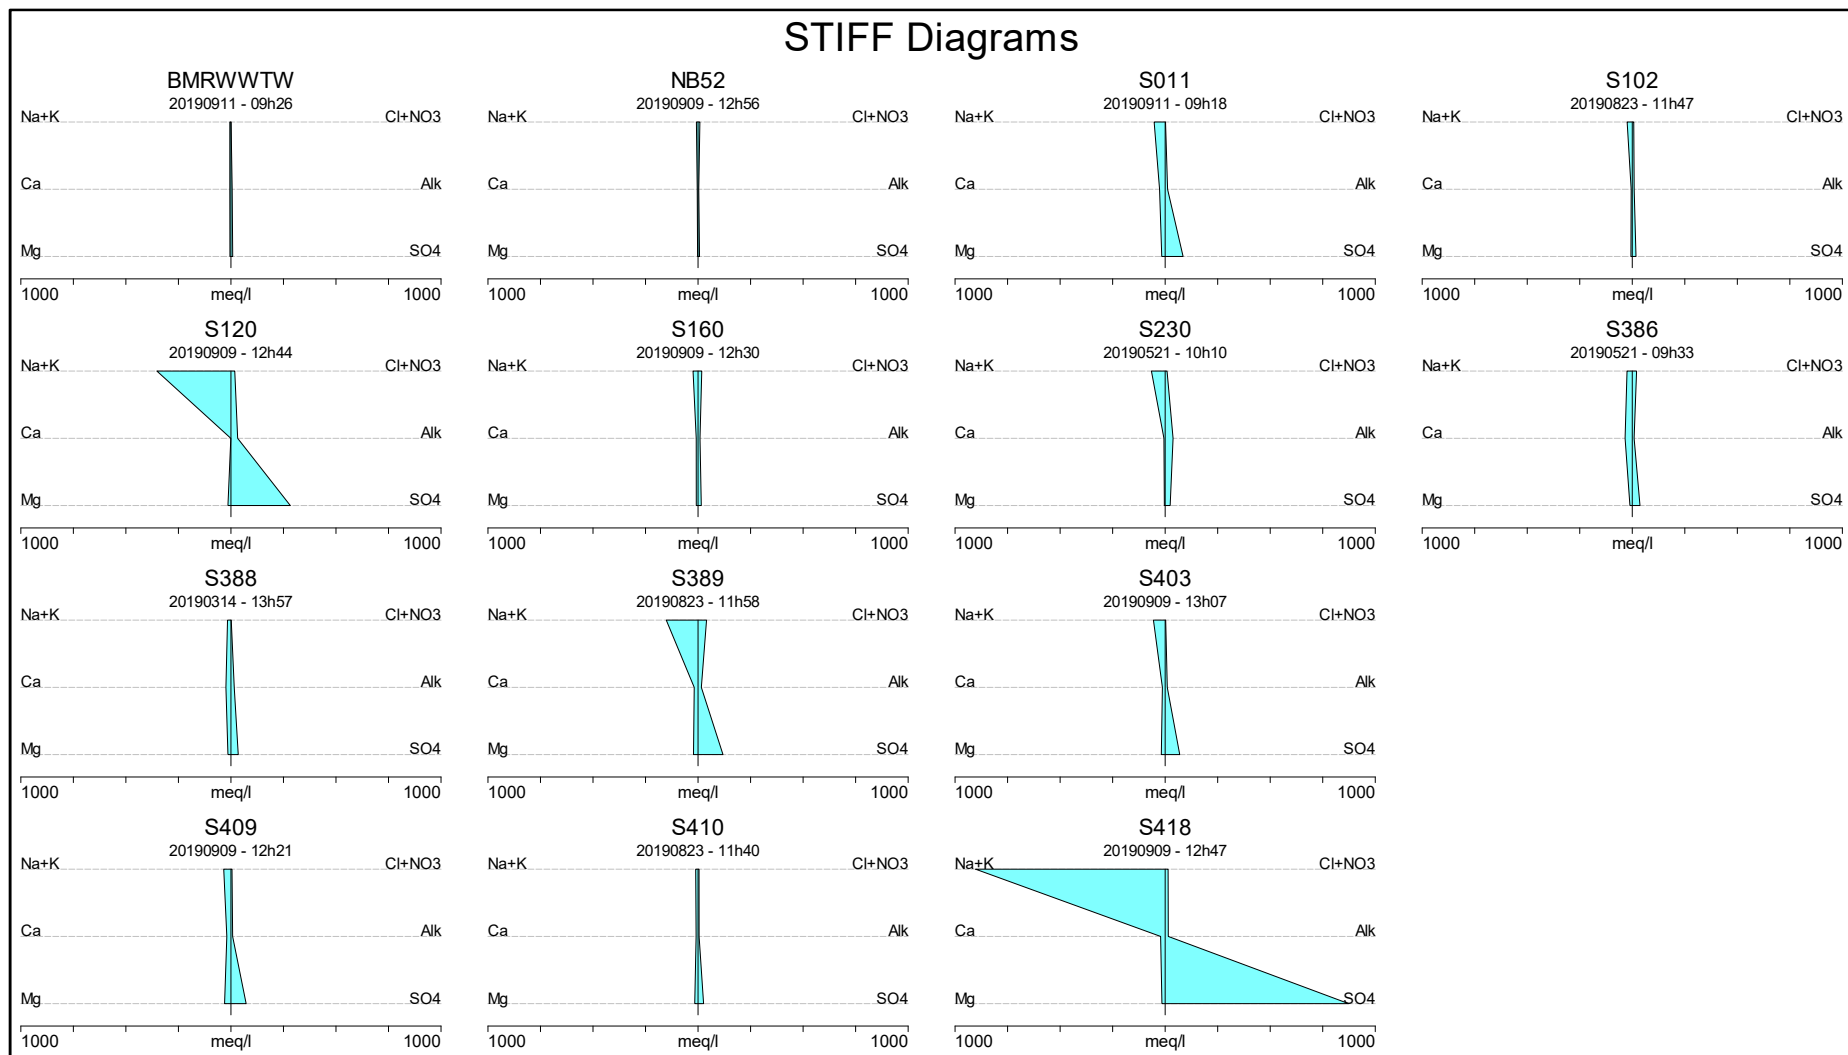 STIFF Diagrams
BMRWWTW
20190911 - 09h26
Na+K Cl+NO3
Ca Alk
Mg SO4
1000 meq/l 1000
NB52
20190909 - 12h56
Na+K Cl+NO3
Ca Alk
Mg SO4
1000 meq/l 1000
S011
20190911 - 09h18
Na+K Cl+NO3
Ca Alk
Mg SO4
1000 meq/l 1000
S102
20190823 - 11h47
Na+K Cl+NO3
Ca Alk
Mg SO4
1000 meq/l 1000
S120
20190909 - 12h44
Na+K Cl+NO3
Ca Alk
Mg SO4
1000 meq/l 1000
S160
20190909 - 12h30
Na+K Cl+NO3
Ca Alk
Mg SO4
1000 meq/l 1000
S230
20190521 - 10h10
Na+K Cl+NO3
Ca Alk
Mg SO4
1000 meq/l 1000
S386
20190521 - 09h33
Na+K Cl+NO3
Ca Alk
Mg SO4
1000 meq/l 1000
S388
20190314 - 13h57
Na+K Cl+NO3
Ca Alk
Mg SO4
1000 meq/l 1000
S389
20190823 - 11h58
Na+K Cl+NO3
Ca Alk
Mg SO4
1000 meq/l 1000
S403
20190909 - 13h07
Na+K Cl+NO3
Ca Alk
Mg SO4
1000 meq/l 1000
S409
20190909 - 12h21
Na+K Cl+NO3
Ca Alk
Mg SO4
1000 meq/l 1000
S410
20190823 - 11h40
Na+K Cl+NO3
Ca Alk
Mg SO4
1000 meq/l 1000
S418
20190909 - 12h47
Na+K Cl+NO3
Ca Alk
Mg SO4
1000 meq/l 1000